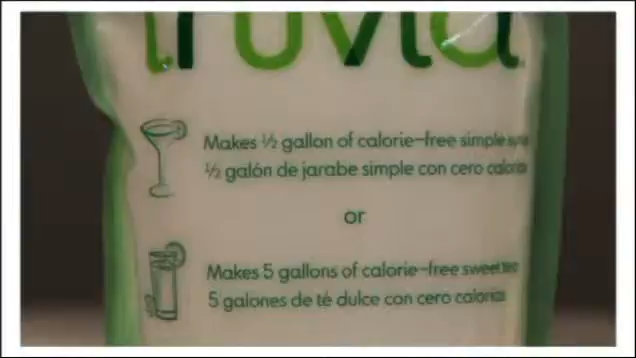 truvia
Makes ½ gallon of calorie-free simple
½ galón de jarabe simple con cero
or
Makes 5 gallons of calorie-free sweet tea
5 galones de té dulce con cero calorías